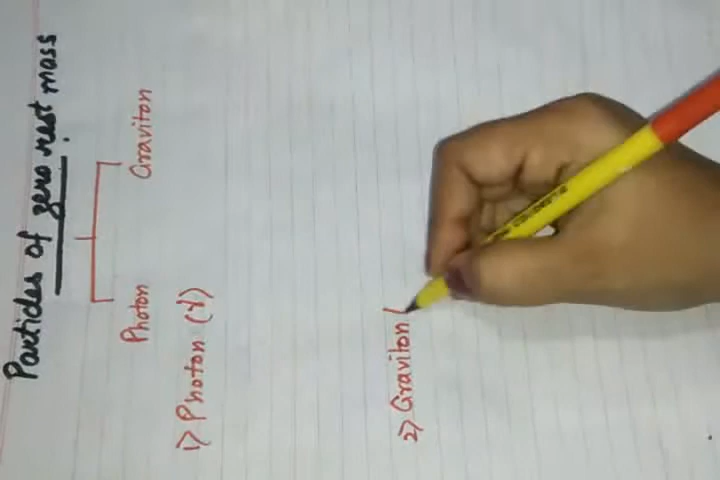 Particles of zero rest mass
Photon Graviton
1) Photon (γ)
2) Graviton (